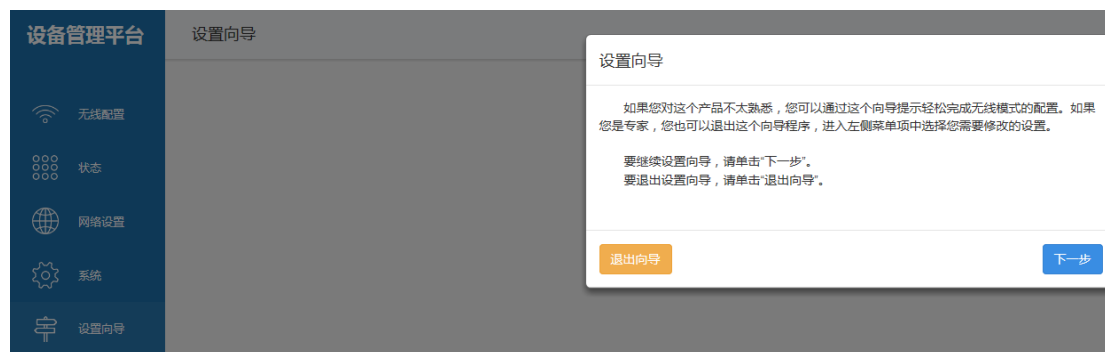 设备管理平台
设置向导
无线配置
状态
网络设置
系统
设置向导
设置向导
如果您对这个产品不太熟悉，您可以通过这个向导提示轻松完成无线模式的配置。如果
您是专家，您也可以退出这个向导程序，进入左侧菜单项中选择您需要修改的设置。
要继续设置向导，请单击“下一步”。
要退出设置向导，请单击“退出向导”。
退出向导
下一步